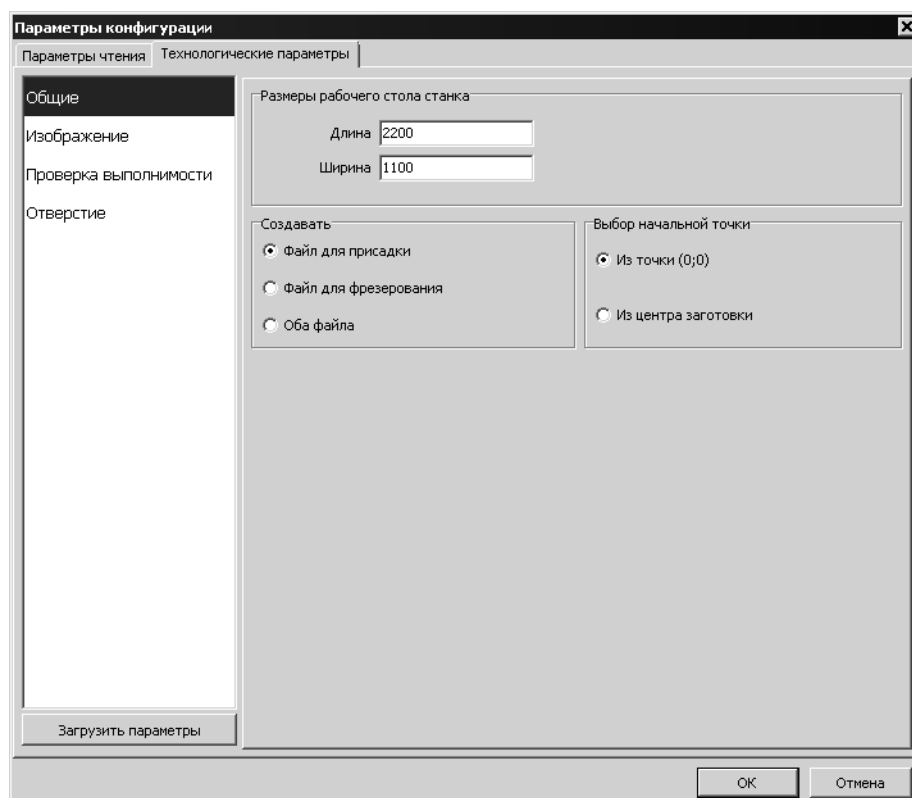 Параметры конфигурации
Параметры чтения Технологические параметры
Общие
Изображение
Проверка выполнимости
Отверстие
Загрузить параметры
Размеры рабочего стола станка
Длина 2200
Ширина 1100
Создавать
Файл для присадки
Файл для фрезерования
Оба файла
Выбор начальной точки
Из точки (0;0)
Из центра заготовки
ОК Отмена